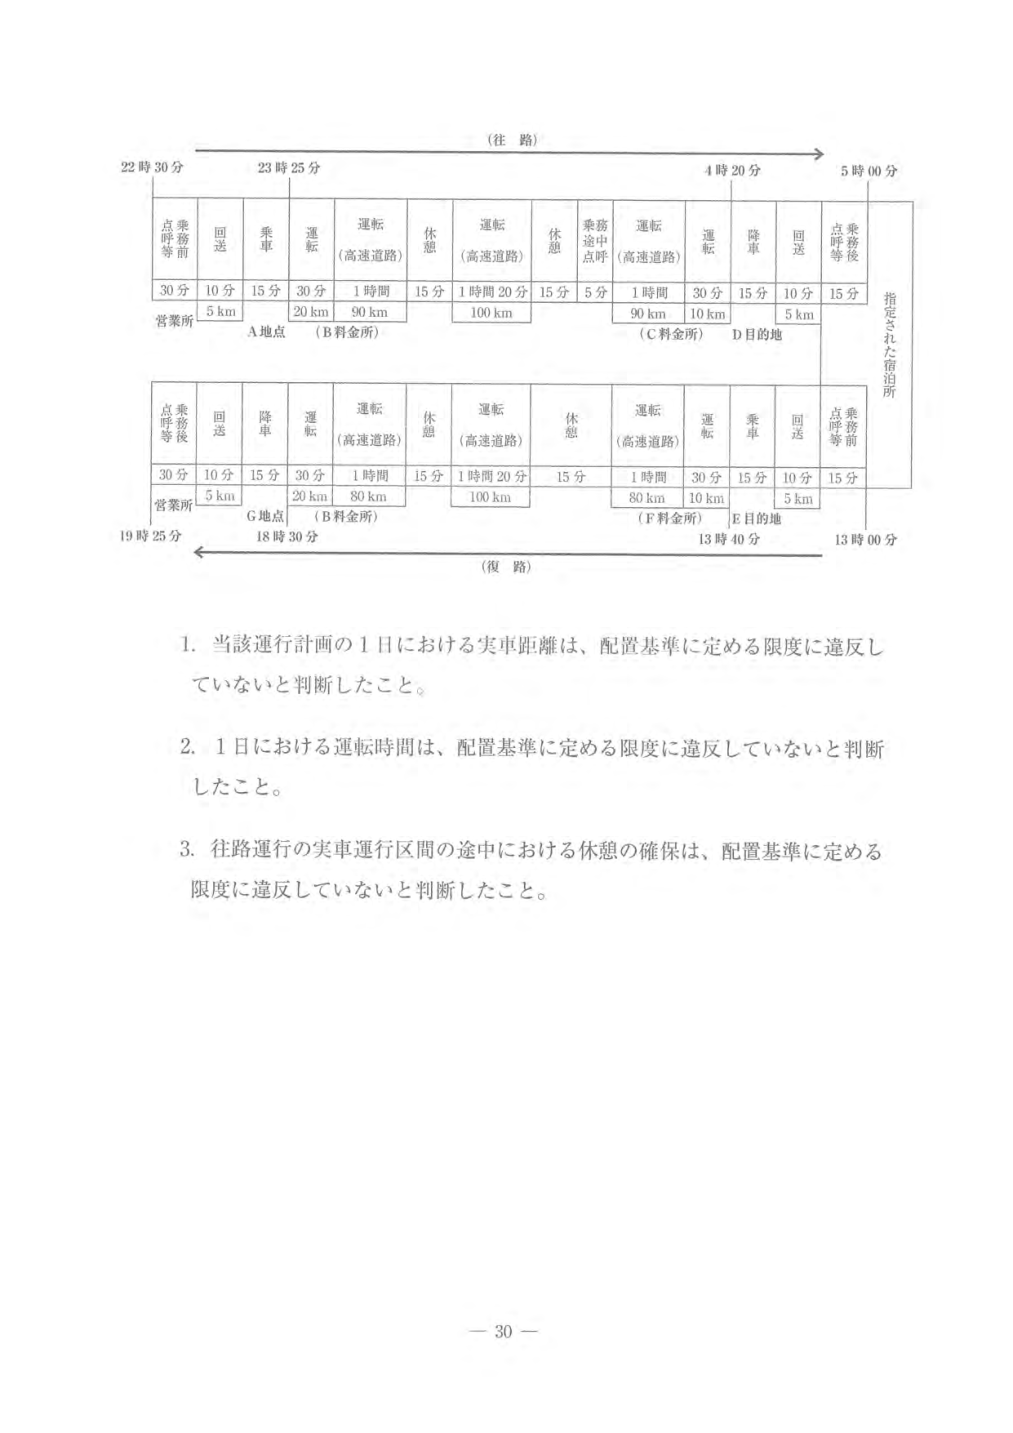 (往　路)
22時30分　23時25分　4時20分　5時00分
乗務前点呼等　回送　乗車　運転　運転(高速道路)　休憩　運転(高速道路)　休憩　乗務途中点呼　運転(高速道路)　運転　降車　回送　乗務後点呼等
30分　10分　15分　30分　1時間　15分　1時間20分　15分　5分　1時間　30分　15分　10分　15分
営業所　5 km　20 km　90 km　100 km　90 km　10 km　5 km
A地点　(B料金所)　(C料金所)　D目的地
指定された宿泊所
乗務後点呼等　回送　降車　運転　運転(高速道路)　休憩　運転(高速道路)　休憩　運転(高速道路)　運転　乗車　回送　乗務前点呼等
30分　10分　15分　30分　1時間　15分　1時間20分　15分　1時間　30分　15分　10分　15分
営業所　5 km　20 km　80 km　100 km　80 km　10 km　5 km
G地点　(B料金所)　(F料金所)　E目的地
19時25分　18時30分　13時40分　13時00分
(復　路)
1. 当該運行計画の1日における実車距離は、配置基準に定める限度に違反し
ていないと判断したこと。
2. 1日における運転時間は、配置基準に定める限度に違反していないと判断
したこと。
3. 往路運行の実車運行区間の途中における休憩の確保は、配置基準に定める
限度に違反していないと判断したこと。
— 30 —